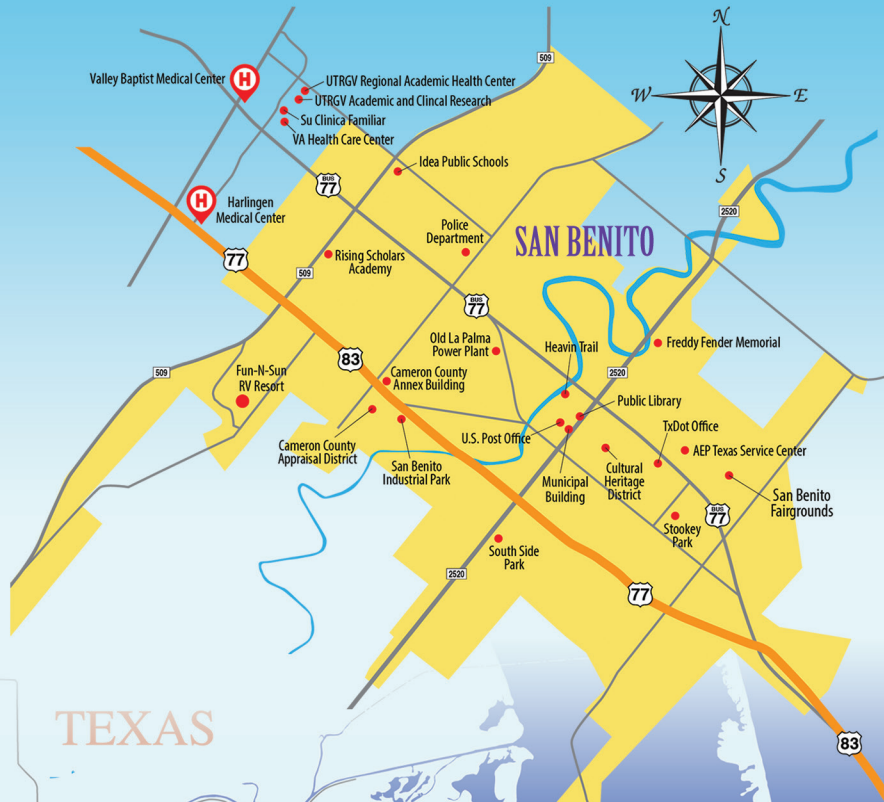 N
509
Valley Baptist Medical Center
H
UTRGV Regional Academic Health Center
UTRGV Academic and Clincal Research
W
E
Su Clinica Familiar
VA Health Care Center
Idea Public Schools
S
BUS
77
H
Harlingen
Medical Center
2520
Police
Department
SAN BENITO
77
Rising Scholars
Academy
509
BUS
77
Old La Palma
Power Plant
Heavin Trail
Freddy Fender Memorial
83
509
Fun-N-Sun
RV Resort
Cameron County
Annex Building
2520
Public Library
U.S. Post Office
TxDot Office
Cameron County
Appraisal District
San Benito
Industrial Park
AEP Texas Service Center
Municipal
Building
Cultural
Heritage
District
San Benito
Fairgrounds
BUS
77
Stookey
Park
South Side
Park
2520
77
TEXAS
83